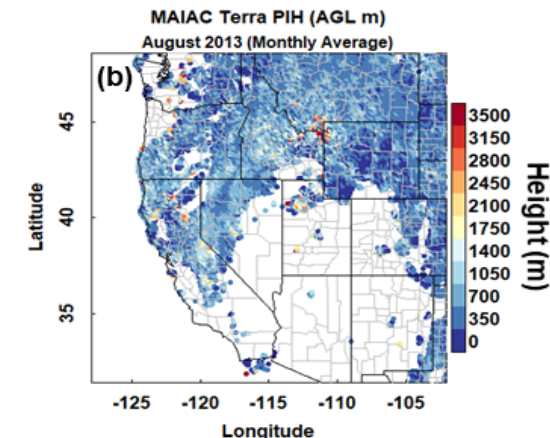 MAIAC Terra PIH (AGL m)
August 2013 (Monthly Average)
(b)
45
40
35
Latitude
-125 -120 -115 -110 -105
Longitude
3500
3150
2800
2450
2100
1750
1400
1050
700
350
0
Height (m)